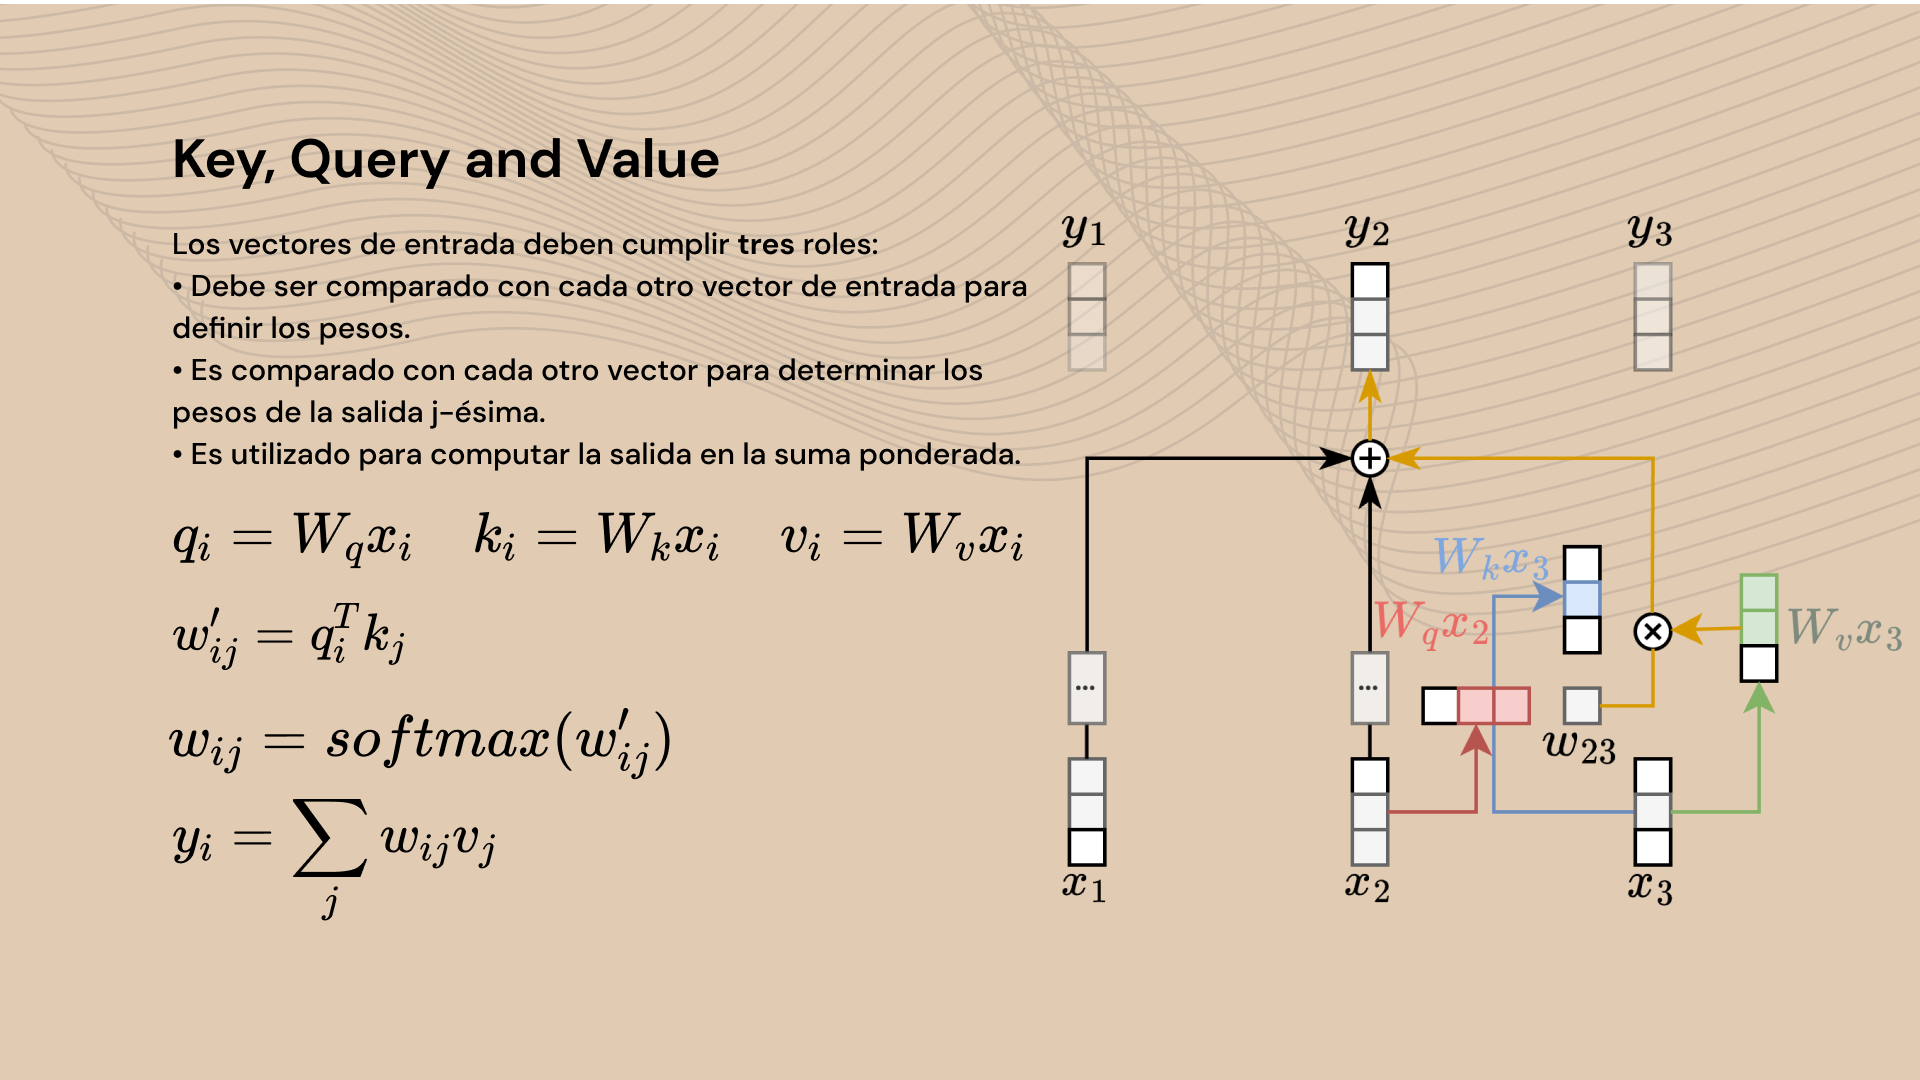 Key, Query and Value
Los vectores de entrada deben cumplir tres roles:
• Debe ser comparado con cada otro vector de entrada para
definir los pesos.
• Es comparado con cada otro vector para determinar los
pesos de la salida j-ésima.
• Es utilizado para computar la salida en la suma ponderada.
q_i = W_q x_i   k_i = W_k x_i   v_i = W_v x_i
w'_{ij} = q_i^T k_j
w_{ij} = softmax(w'_{ij})
y_i = \sum_j w_{ij} v_j
y_1 y_2 y_3
+
W_k x_3
W_q x_2
×
W_v x_3
... ...
w_{23}
x_1 x_2 x_3